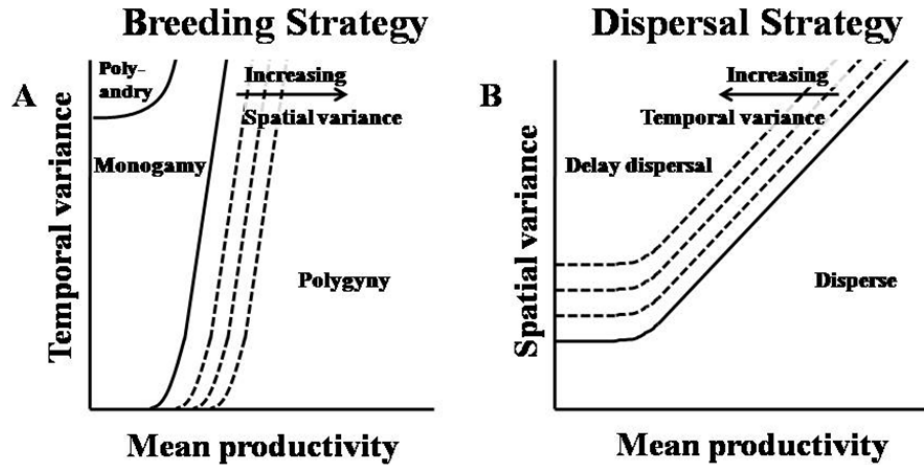 Breeding Strategy
A
Temporal variance
Poly-
andry
Monogamy
Increasing
Spatial variance
Polygyny
Mean productivity
Dispersal Strategy
B
Spatial variance
Increasing
Temporal variance
Delay dispersal
Disperse
Mean productivity